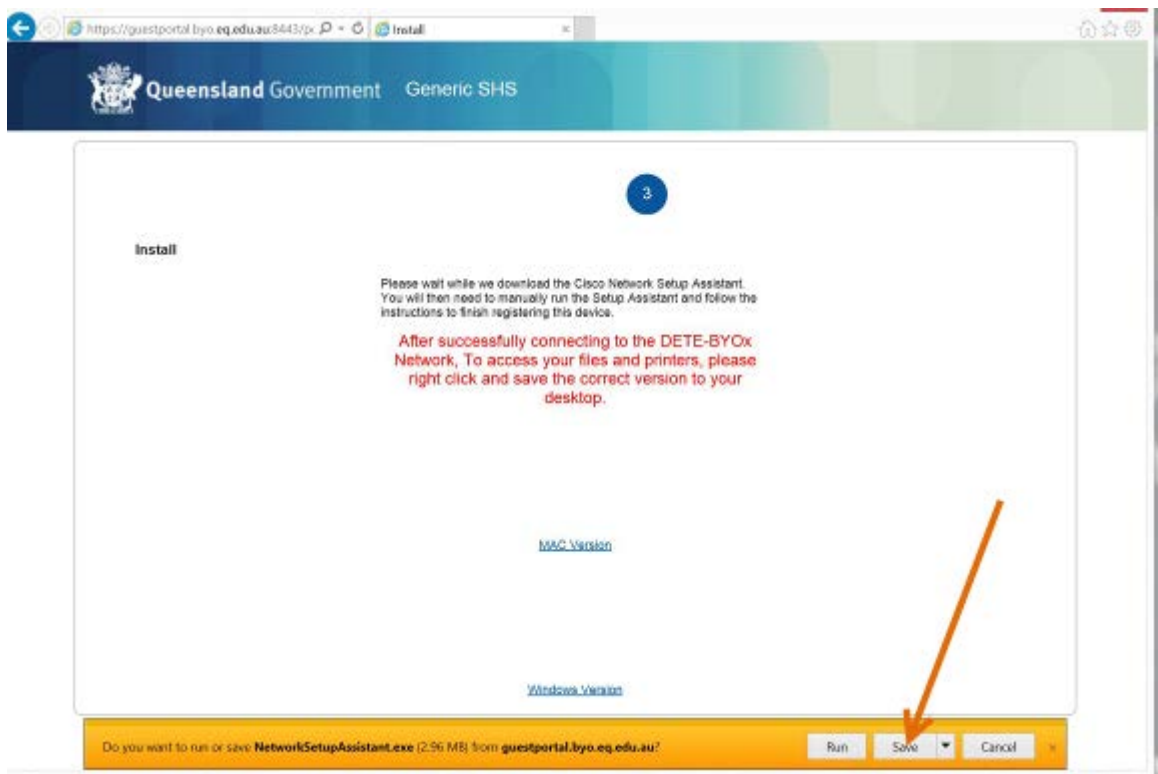 https://guestportal.byo.eq.edu.au:8443/pc
Install
Queensland Government Generic SHS
3
Install
Please wait while we download the Cisco Network Setup Assistant.
You will then need to manually run the Setup Assistant and follow the
instructions to finish registering this device.
After successfully connecting to the DETE-BYOx
Network, To access your files and printers, please
right click and save the correct version to your
desktop.
MAC Version
Windows Version
Do you want to run or save NetworkSetupAssistant.exe (2.96 MB) from guestportal.byo.eq.edu.au?
Run Save Cancel